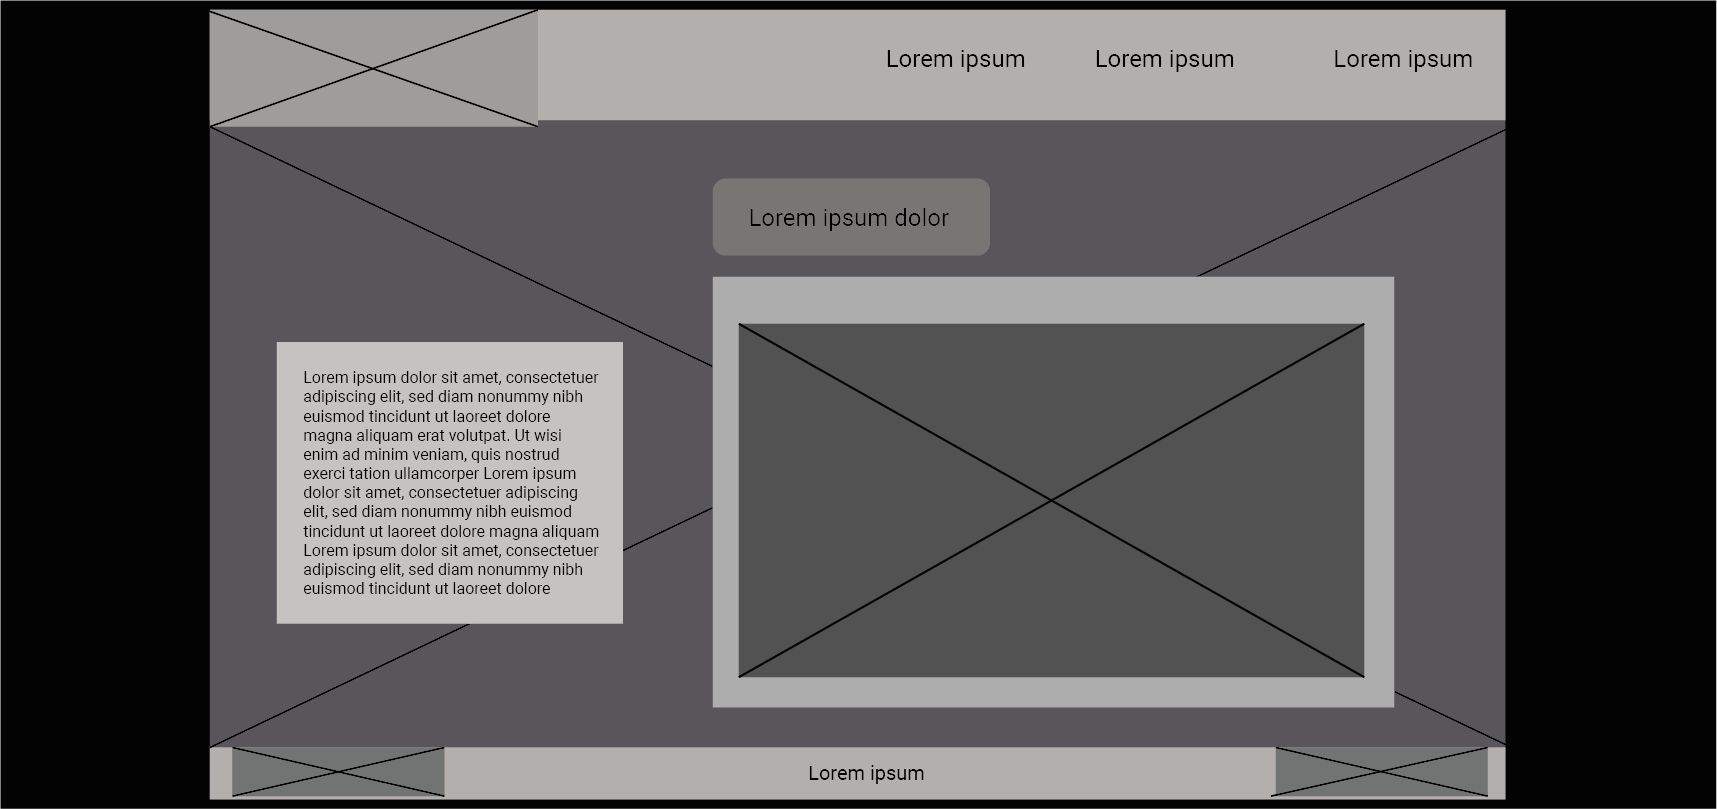 Lorem ipsum
Lorem ipsum
Lorem ipsum
Lorem ipsum dolor
Lorem ipsum dolor sit amet, consectetuer
adipiscing elit, sed diam nonummy nibh
euismod tincidunt ut laoreet dolore
magna aliquam erat volutpat. Ut wisi
enim ad minim veniam, quis nostrud
exerci tation ullamcorper Lorem ipsum
dolor sit amet, consectetuer adipiscing
elit, sed diam nonummy nibh euismod
tincidunt ut laoreet dolore magna aliquam
Lorem ipsum dolor sit amet, consectetuer
adipiscing elit, sed diam nonummy nibh
euismod tincidunt ut laoreet dolore
Lorem ipsum